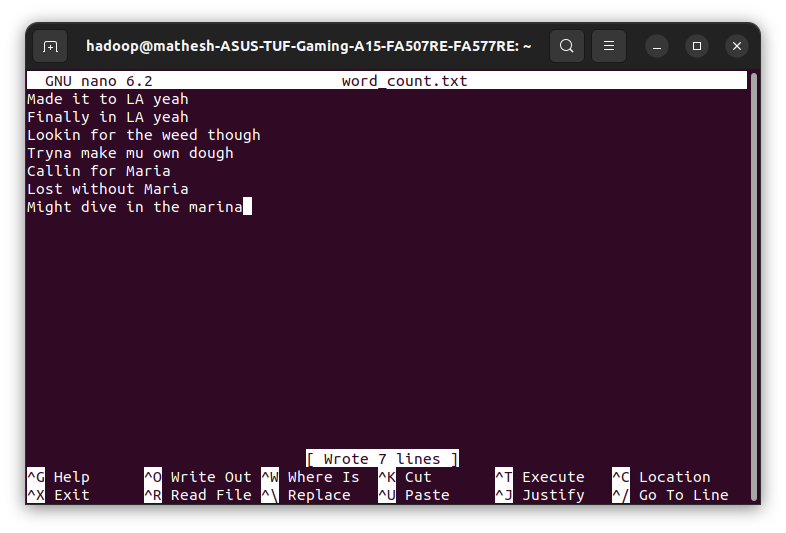 hadoop@mathesh-ASUS-TUF-Gaming-A15-FA507RE-FA577RE: ~
GNU nano 6.2 word_count.txt
Made it to LA yeah
Finally in LA yeah
Lookin for the weed though
Tryna make mu own dough
Callin for Maria
Lost without Maria
Might dive in the marina
[ Wrote 7 lines ]
^G Help ^O Write Out ^W Where Is ^K Cut ^T Execute ^C Location
^X Exit ^R Read File ^\ Replace ^U Paste ^J Justify ^/ Go To Line